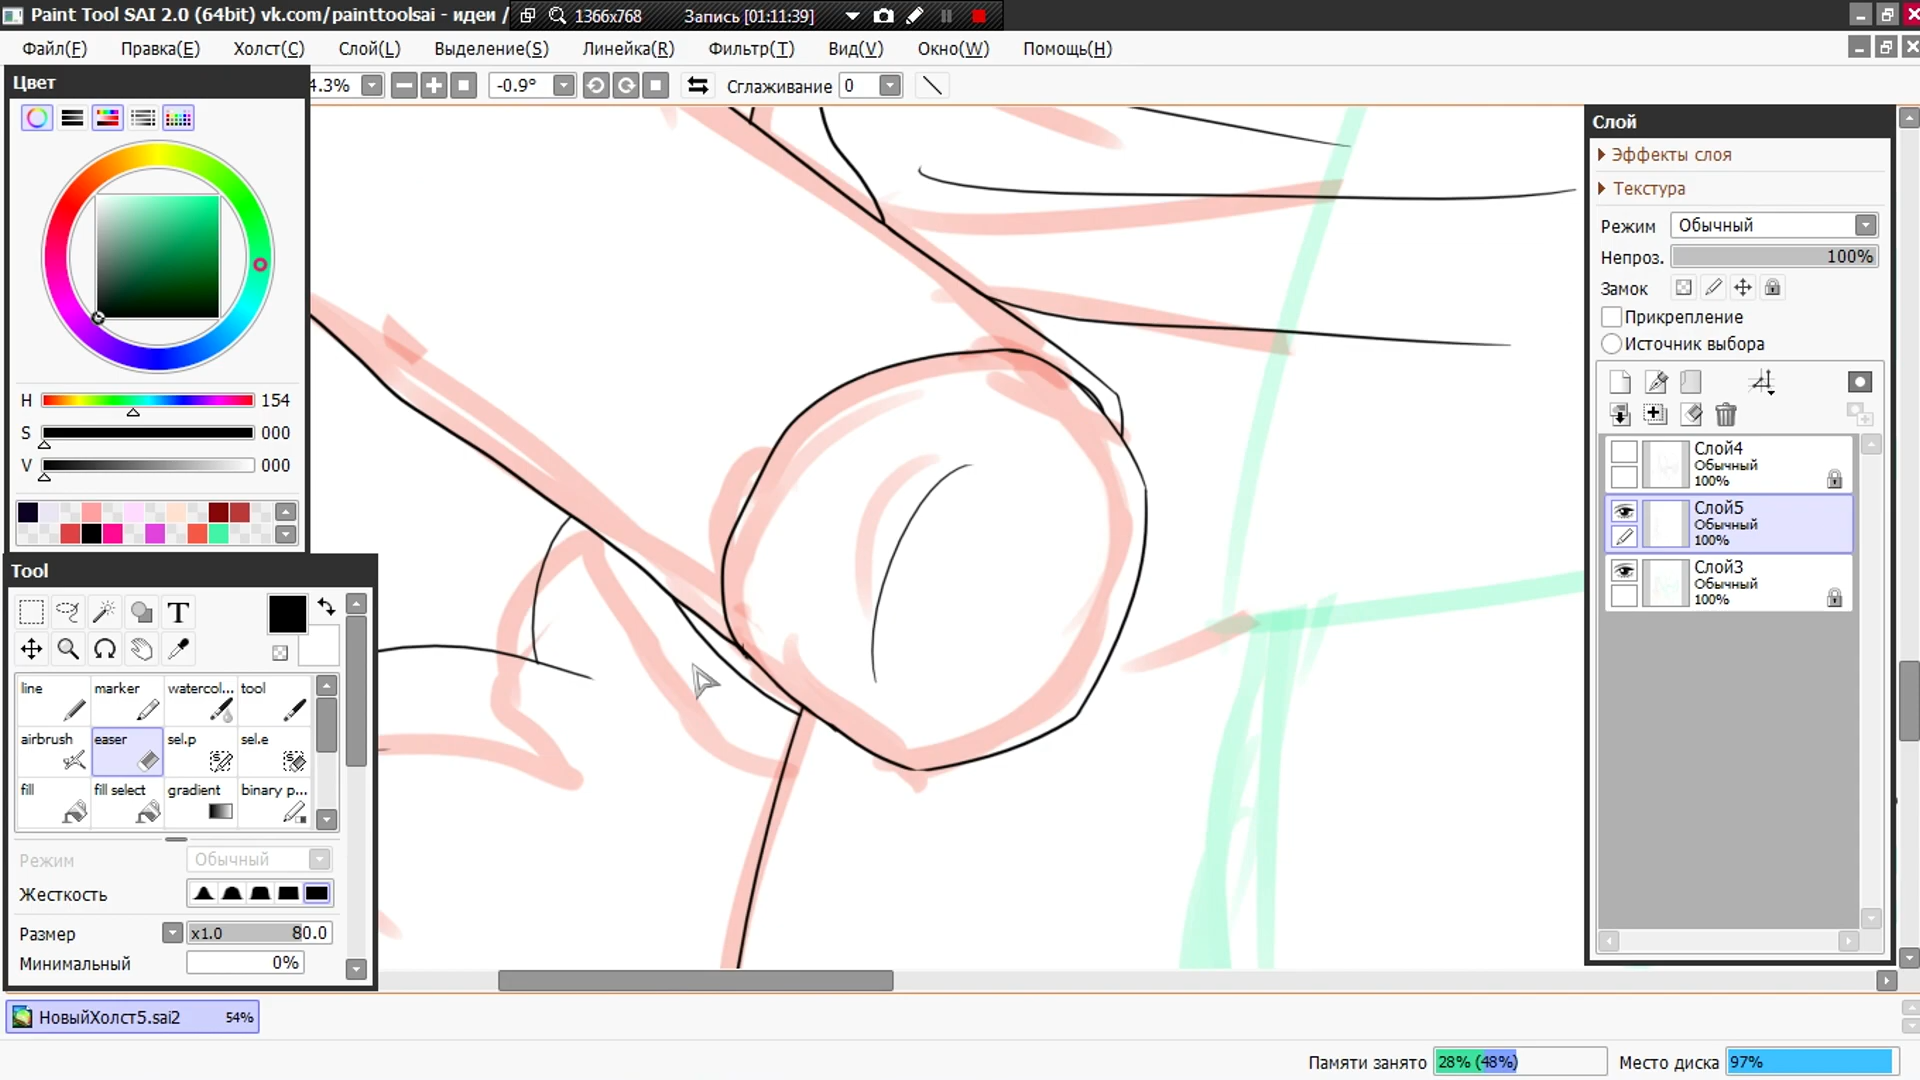 Paint Tool SAI 2.0 (64bit) vk.com/painttoolsai - идеи /
1366x768
Запись [01:11:39]
Файл(F) Правка(E) Холст(C) Слой(L) Выделение(S) Линейка(R) Фильтр(T) Вид(V) Окно(W) Помощь(H)
4.3% -0.9° Сглаживание 0
Цвет
H 154
S 000
V 000
Tool
T
line marker watercol... tool
airbrush easer sel.p sel.e
fill fill select gradient binary p...
Режим Обычный
Жесткость
Размер x1.0 80.0
Минимальный 0%
Слой
Эффекты слоя
Текстура
Режим Обычный
Непроз. 100%
Замок
Прикрепление
Источник выбора
Слой4
Обычный
100%
Слой5
Обычный
100%
Слой3
Обычный
100%
НовыйХолст5.sai2 54%
Памяти занято 28% (48%) Место диска 97%